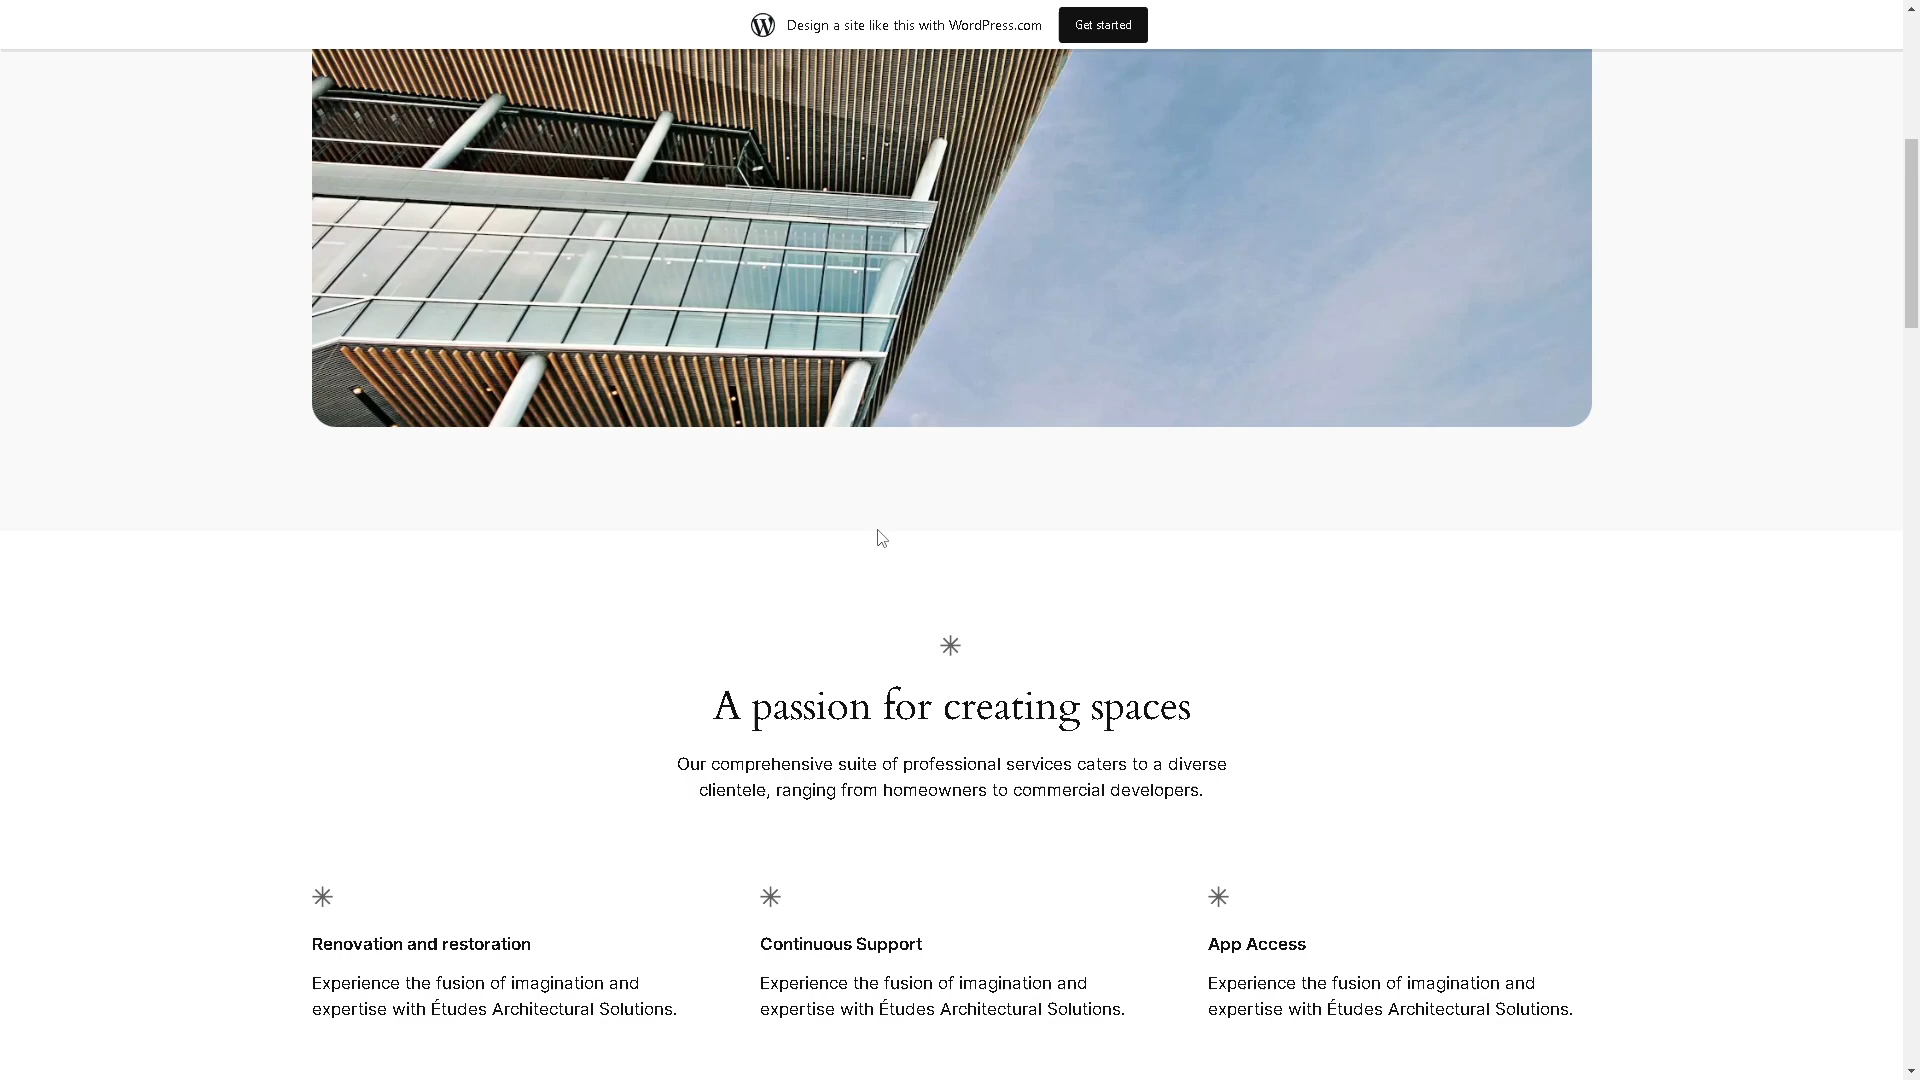 Design a site like this with WordPress.com
Get started
A passion for creating spaces
Our comprehensive suite of professional services caters to a diverse
clientele, ranging from homeowners to commercial developers.
Renovation and restoration
Experience the fusion of imagination and
expertise with Études Architectural Solutions.
Continuous Support
Experience the fusion of imagination and
expertise with Études Architectural Solutions.
App Access
Experience the fusion of imagination and
expertise with Études Architectural Solutions.